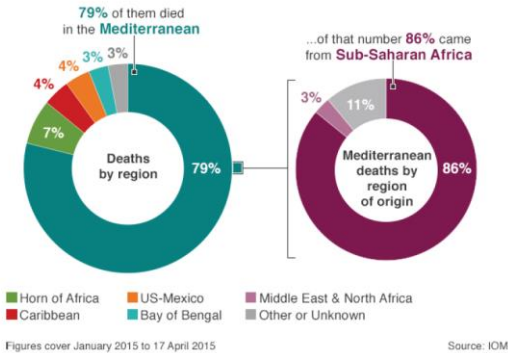 79% of them died
in the Mediterranean
...of that number 86% came
from Sub-Saharan Africa
4%
4%
3%
3%
7%
79%
Deaths
by region
3%
11%
86%
Mediterranean
deaths by
region
of origin
Horn of Africa
US-Mexico
Middle East & North Africa
Caribbean
Bay of Bengal
Other or Unknown
Figures cover January 2015 to 17 April 2015
Source: IOM